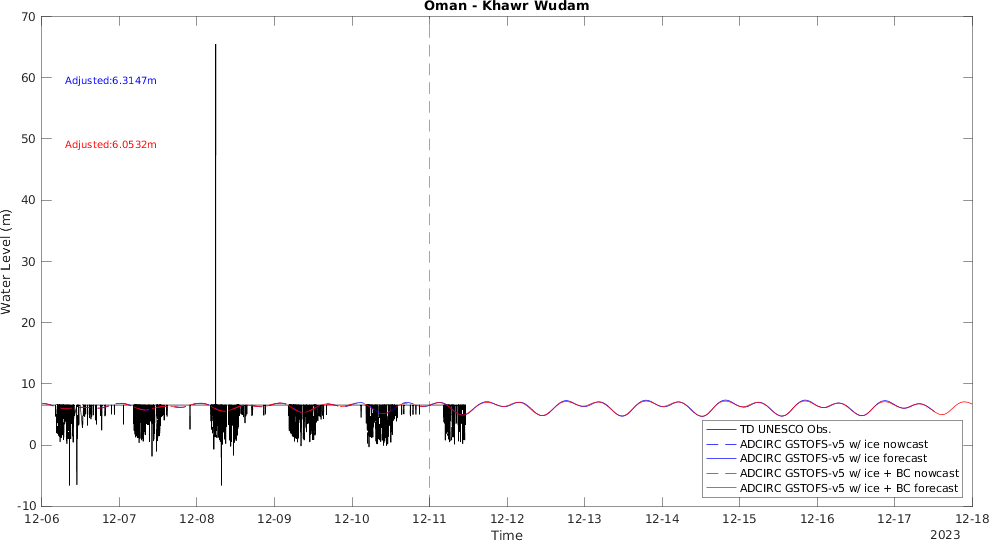 Oman - Khawr Wudam
70
60
50
40
30
20
10
0
-10
Water Level (m)
Adjusted:6.3147m
Adjusted:6.0532m
TD UNESCO Obs.
ADCIRC GSTOFS-v5 w/ ice nowcast
ADCIRC GSTOFS-v5 w/ ice forecast
ADCIRC GSTOFS-v5 w/ ice + BC nowcast
ADCIRC GSTOFS-v5 w/ ice + BC forecast
12-06 12-07 12-08 12-09 12-10 12-11 12-12 12-13 12-14 12-15 12-16 12-17 12-18
Time
2023